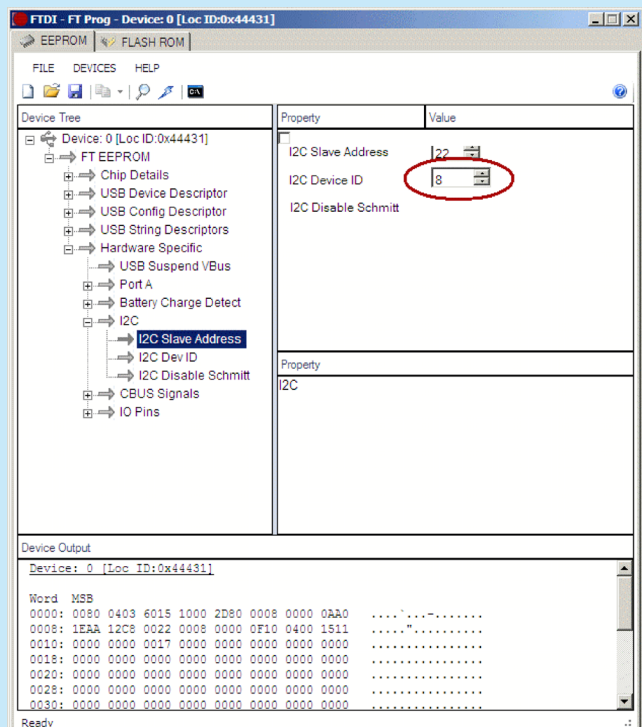 FTDI - FT Prog - Device: 0 [Loc ID:0x44431]
EEPROM FLASH ROM
FILE DEVICES HELP
Device Tree
Device: 0 [Loc ID:0x44431]
FT EEPROM
Chip Details
USB Device Descriptor
USB Config Descriptor
USB String Descriptors
Hardware Specific
USB Suspend VBus
Port A
Battery Charge Detect
I2C
I2C Slave Address
I2C Dev ID
I2C Disable Schmitt
CBUS Signals
IO Pins
Property Value
I2C Slave Address 22
I2C Device ID 8
I2C Disable Schmitt
Property
I2C
Device Output
Device: 0 [Loc ID:0x44431]
Word MSB
0000: 0080 0403 6015 1000 2D80 0008 0000 0AA0 ....`...-.......
0008: 1EAA 12C8 0022 0008 0000 0F10 0400 1511 .....".......... 
0010: 0000 0000 0017 0000 0000 0000 0000 0000 ................
0018: 0000 0000 0000 0000 0000 0000 0000 0000 ................
0020: 0000 0000 0000 0000 0000 0000 0000 0000 ................
0028: 0000 0000 0000 0000 0000 0000 0000 0000 ................
0030: 0000 0000 0000 0000 0000 0000 0000 0000 ................
Ready